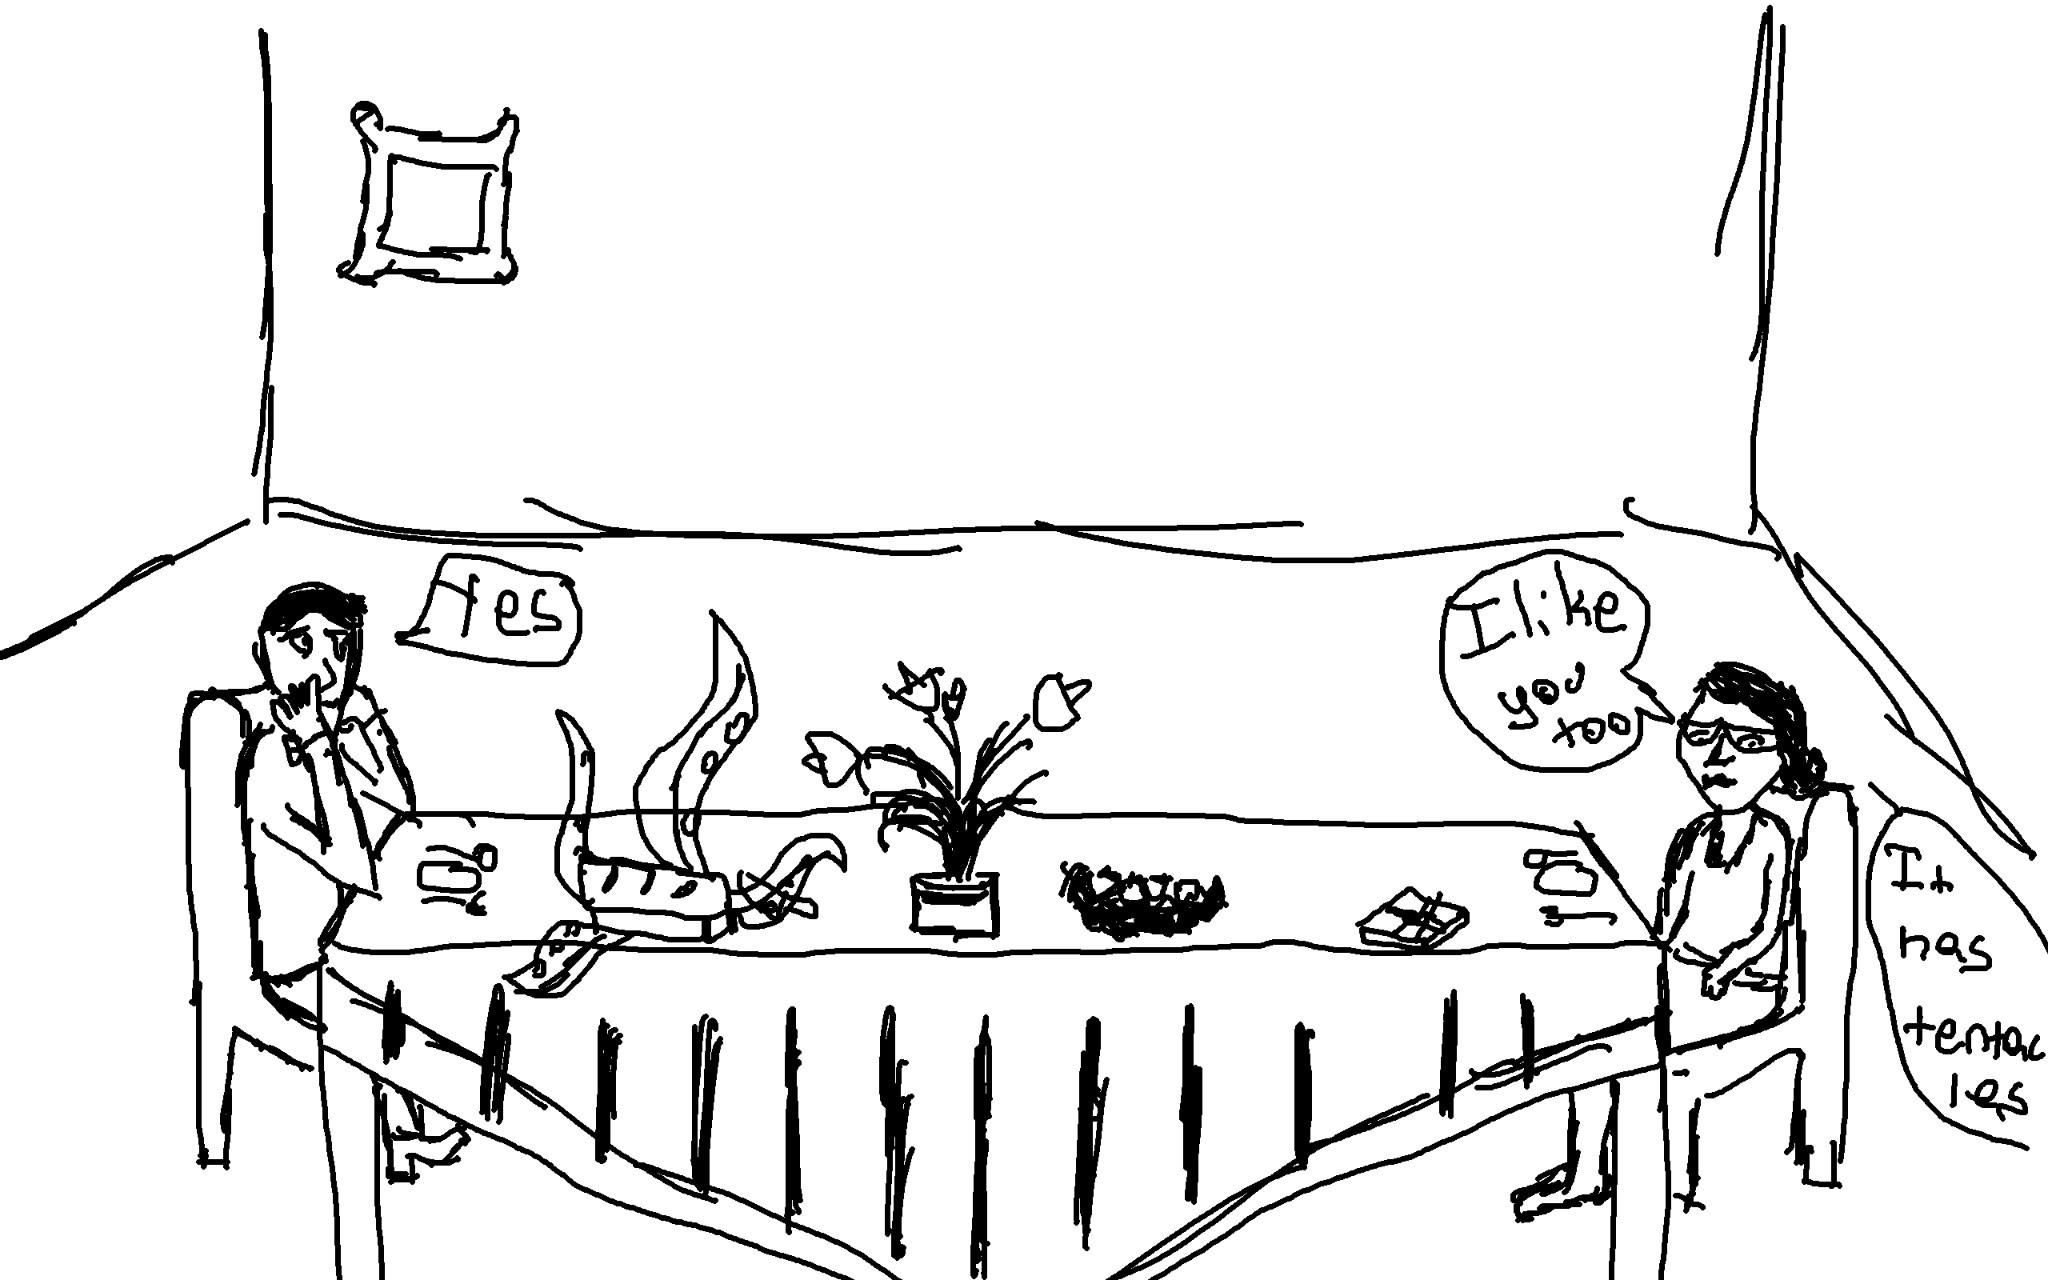 Yes
I like
you
too
It
has
tentac
les